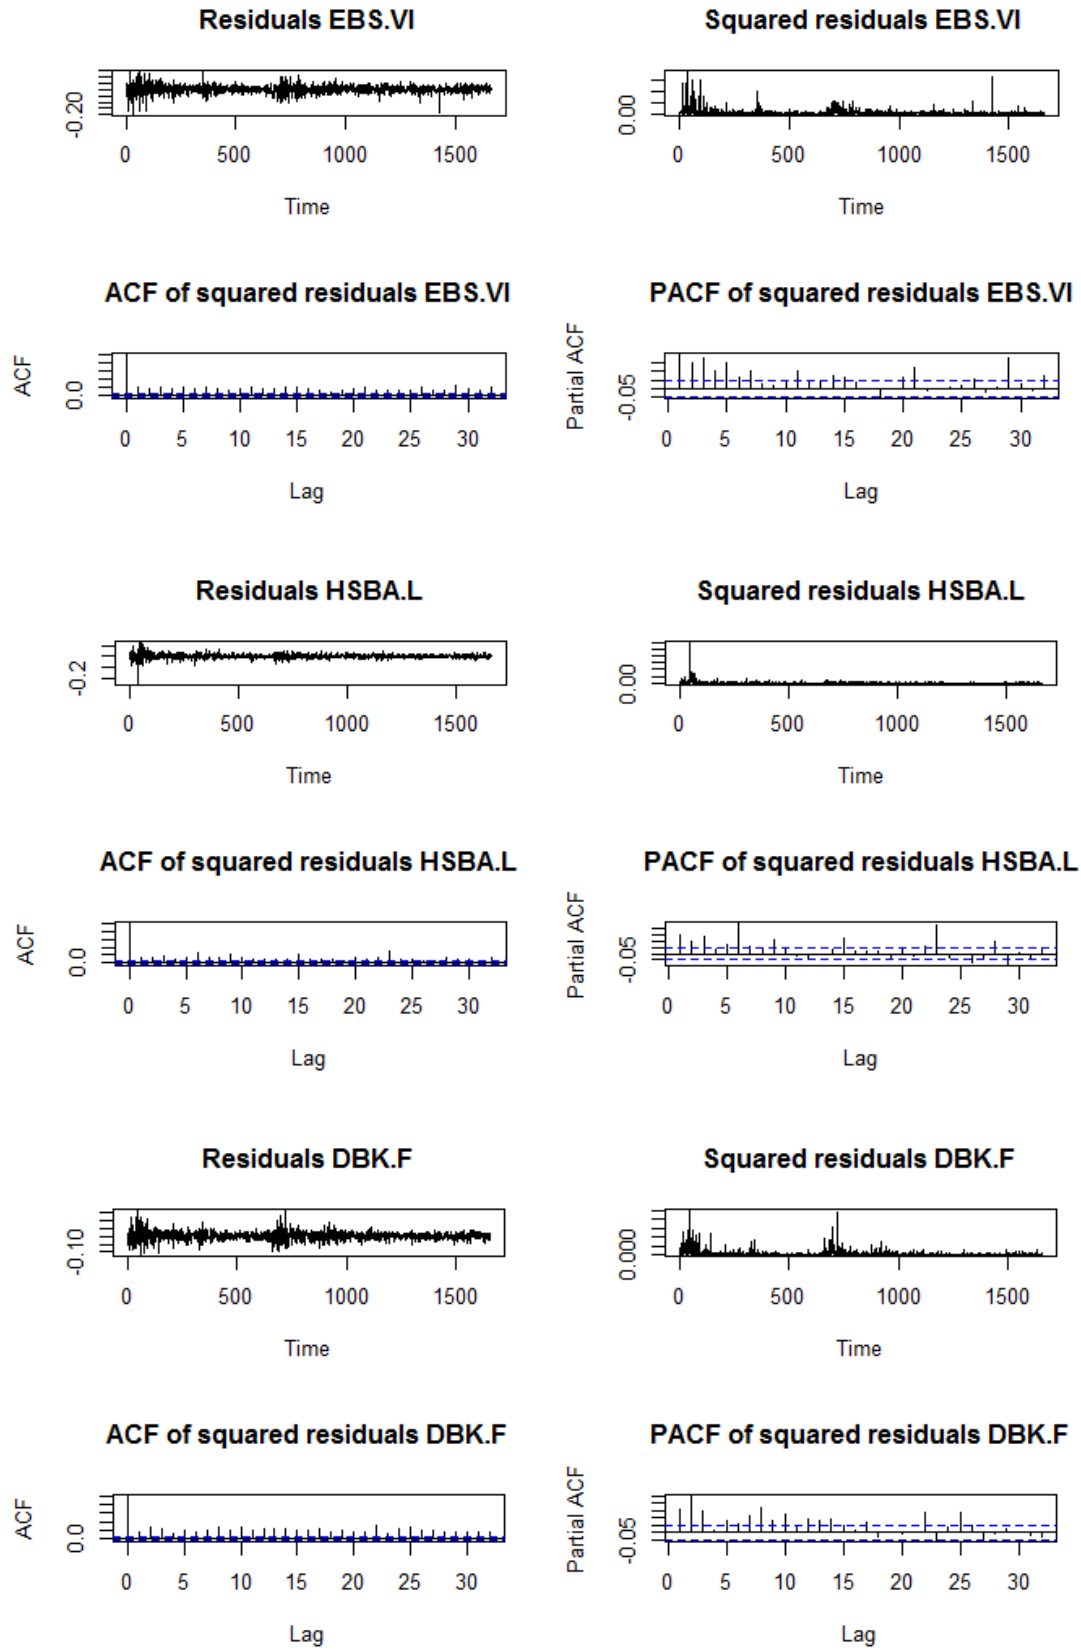 Residuals EBS.VI
Squared residuals EBS.VI
-0.20
0.00
0 500 1000 1500
0 500 1000 1500
Time
Time
ACF of squared residuals EBS.VI
PACF of squared residuals EBS.VI
ACF
Partial ACF
0.0
-0.05
0 5 10 15 20 25 30
0 5 10 15 20 25 30
Lag
Lag
Residuals HSBA.L
Squared residuals HSBA.L
-0.2
0.00
0 500 1000 1500
0 500 1000 1500
Time
Time
ACF of squared residuals HSBA.L
PACF of squared residuals HSBA.L
ACF
Partial ACF
0.0
-0.05
0 5 10 15 20 25 30
0 5 10 15 20 25 30
Lag
Lag
Residuals DBK.F
Squared residuals DBK.F
-0.10
0.000
0 500 1000 1500
0 500 1000 1500
Time
Time
ACF of squared residuals DBK.F
PACF of squared residuals DBK.F
ACF
Partial ACF
0.0
-0.05
0 5 10 15 20 25 30
0 5 10 15 20 25 30
Lag
Lag